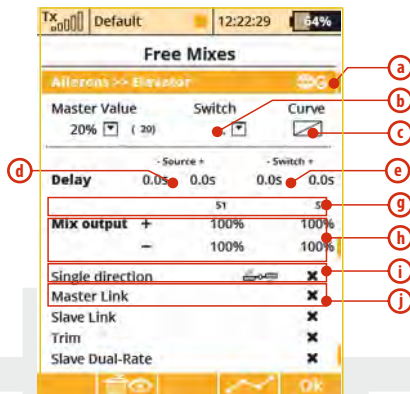 Tx Default 12:22:29 64%
Free Mixes
Ailerons >> Elevator G
a
Master Value Switch Curve
b
20% ( 20)
c
- Source + - Switch +
d
e
Delay 0.0s 0.0s 0.0s 0.0s
S1 S
g
Mix output + 100% 100%
h
− 100% 100%
Single direction
i
Master Link
j
Slave Link
Trim
Slave Dual-Rate
Ok